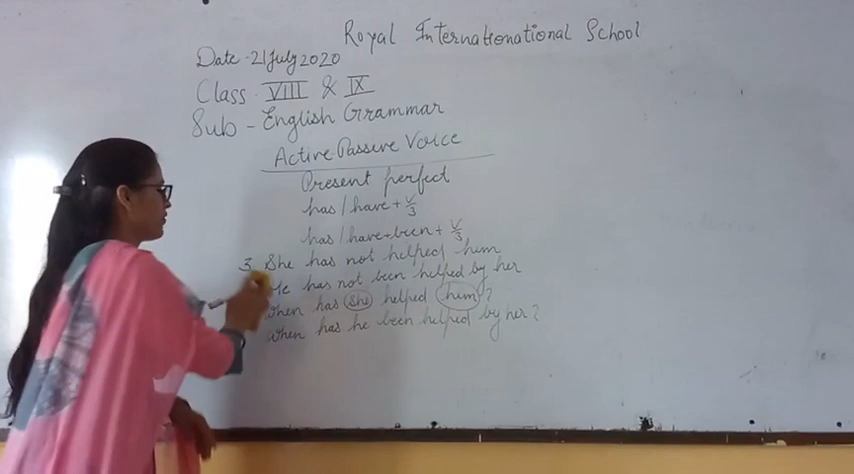 Royal Internationational School
Date - 21 July 2020
Class - VIII & IX
Sub - English Grammar
Active Passive Voice
Present perfect
has / have + V3
has / have + been + V3
3. She has not helped him
He has not been helped by her
When has she helped him?
When has he been helped by her?